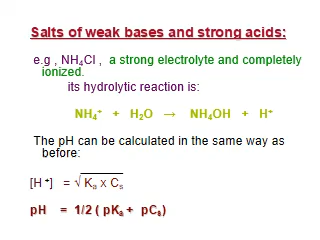 Salts of weak bases and strong acids:
e.g , NH₄Cl , a strong electrolyte and completely
ionized.
its hydrolytic reaction is:
NH₄⁺ + H₂O → NH₄OH + H⁺
The pH can be calculated in the same way as
before:
[H ⁺] = √ Kₐ x Cₛ
pH = 1/2 ( pKₐ + pCₛ)